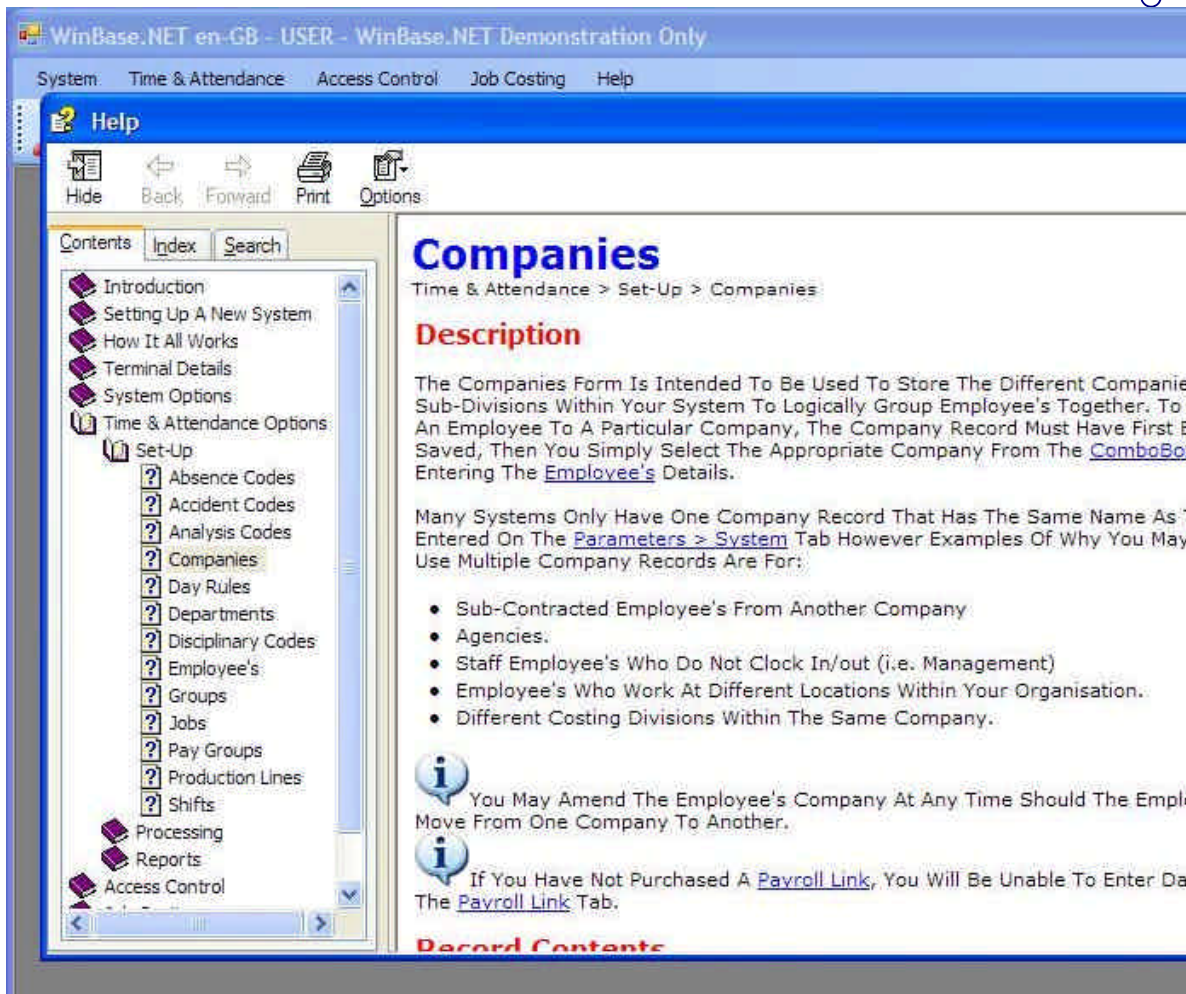 WinBase.NET en-GB - USER - WinBase.NET Demonstration Only
System Time & Attendance Access Control Job Costing Help
Help
Hide Back Forward Print Options
Contents Index Search
Introduction
Setting Up A New System
How It All Works
Terminal Details
System Options
Time & Attendance Options
Set-Up
Absence Codes
Accident Codes
Analysis Codes
Companies
Day Rules
Departments
Disciplinary Codes
Employee's
Groups
Jobs
Pay Groups
Production Lines
Shifts
Processing
Reports
Access Control
Companies
Time & Attendance > Set-Up > Companies
Description
The Companies Form Is Intended To Be Used To Store The Different Companie
Sub-Divisions Within Your System To Logically Group Employee's Together. To
An Employee To A Particular Company, The Company Record Must Have First
Saved, Then You Simply Select The Appropriate Company From The ComboBo
Entering The Employee's Details.
Many Systems Only Have One Company Record That Has The Same Name As
Entered On The Parameters > System Tab However Examples Of Why You May
Use Multiple Company Records Are For:
• Sub-Contracted Employee's From Another Company
• Agencies.
• Staff Employee's Who Do Not Clock In/out (i.e. Management)
• Employee's Who Work At Different Locations Within Your Organisation.
• Different Costing Divisions Within The Same Company.
You May Amend The Employee's Company At Any Time Should The Empl
Move From One Company To Another.
If You Have Not Purchased A Payroll Link, You Will Be Unable To Enter Da
The Payroll Link Tab.
Record Contents